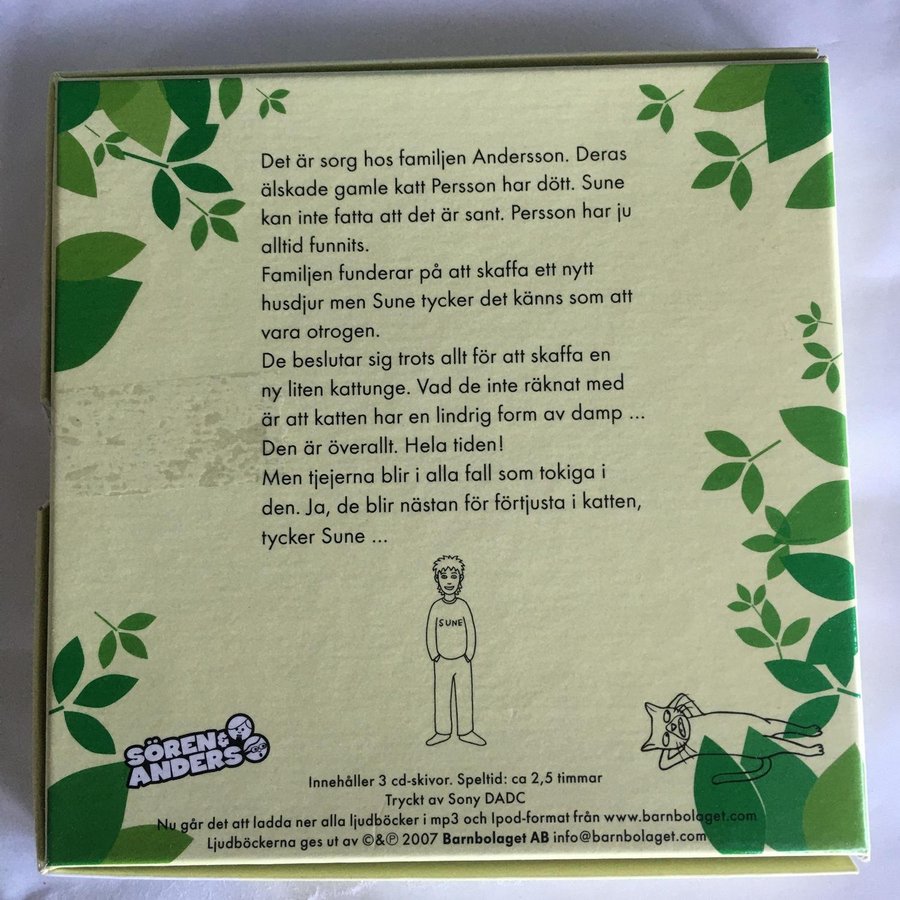 Det är sorg hos familjen Andersson. Deras
älskade gamle katt Persson har dött. Sune
kan inte fatta att det är sant. Persson har ju
alltid funnits.
Familjen funderar på att skaffa ett nytt
husdjur men Sune tycker det känns som att
vara otrogen.
De beslutar sig trots allt för att skaffa en
ny liten kattunge. Vad de inte räknat med
är att katten har en lindrig form av damp ...
Den är överallt. Hela tiden!
Men tjejerna blir i alla fall som tokiga i
den. Ja, de blir nästan för förtjusta i katten,
tycker Sune ...
SUNE
SÖREN&
ANDERS
Innehåller 3 cd-skivor. Speltid: ca 2,5 timmar
Tryckt av Sony DADC
Nu går det att ladda ner alla ljudböcker i mp3 och Ipod-format från www.barnbolaget.com
Ljudböckerna ges ut av ©&℗ 2007 Barnbolaget AB info@barnbolaget.com